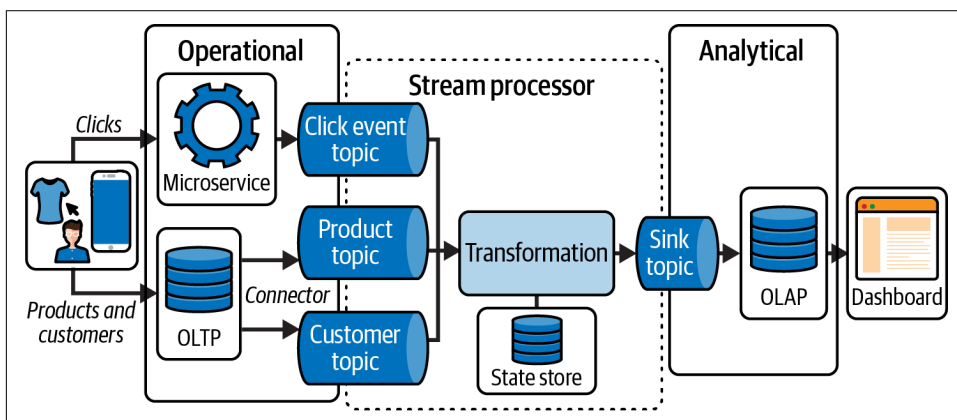 Operational
Stream processor
Analytical
Clicks
Microservice
Click event
topic
Product
topic
Transformation
Sink
topic
OLAP
Dashboard
Products and
customers
OLTP
Connector
Customer
topic
State store